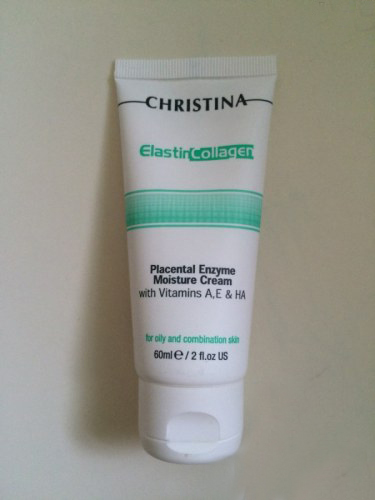 CHRISTINA
ElastinCollagen
Placental Enzyme
Moisture Cream
with Vitamins A, E & HA
for oily and combination skin
60ml e / 2 fl.oz US